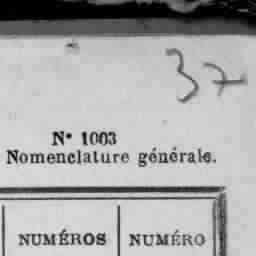 37
N° 1003
Nomenclature générale.
NUMÉROS NUMÉRO